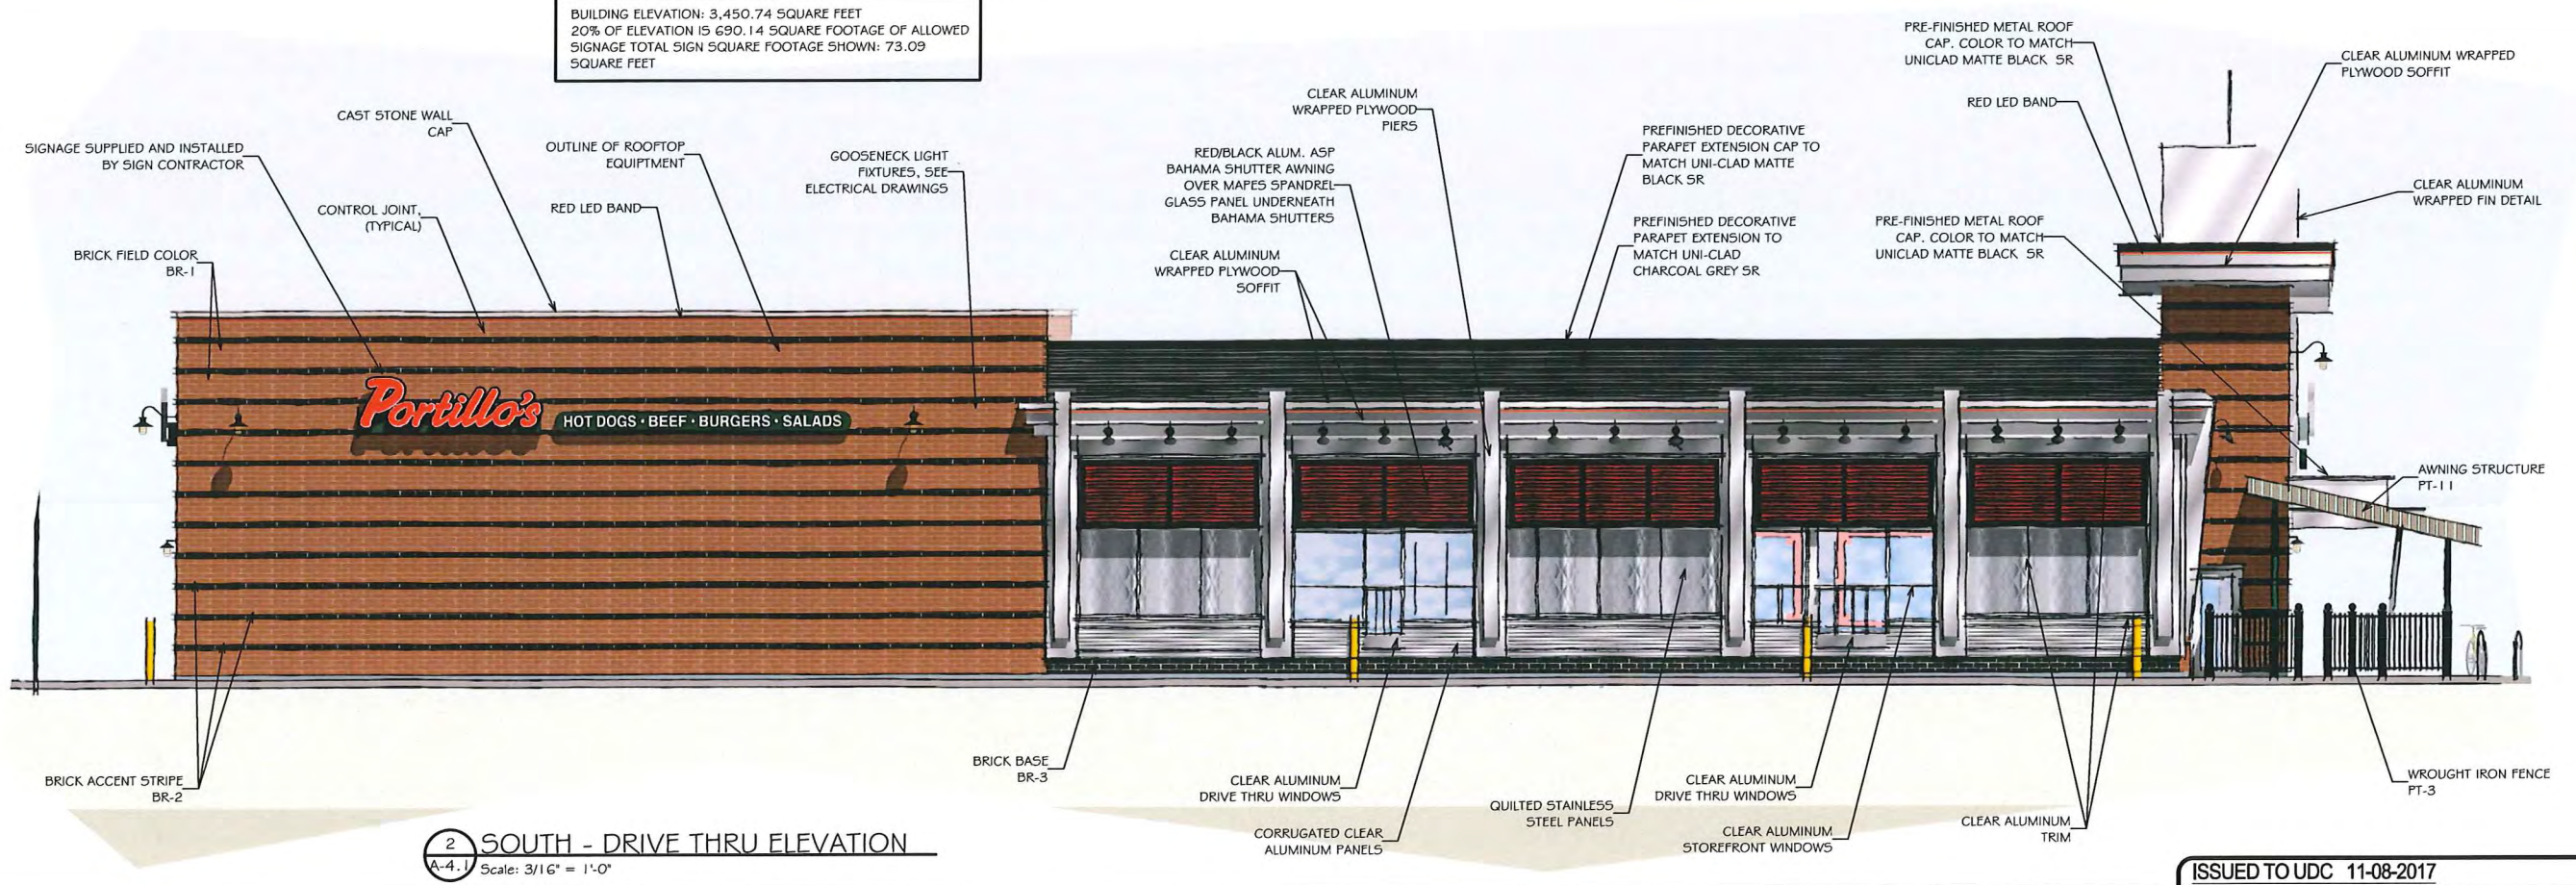 BUILDING ELEVATION: 3,450.74 SQUARE FEET
20% OF ELEVATION IS 690.14 SQUARE FOOTAGE OF ALLOWED
SIGNAGE TOTAL SIGN SQUARE FOOTAGE SHOWN: 73.09
SQUARE FEET
SIGNAGE SUPPLIED AND INSTALLED
BY SIGN CONTRACTOR
CAST STONE WALL
CAP
OUTLINE OF ROOFTOP
EQUIPTMENT
GOOSENECK LIGHT
FIXTURES, SEE
ELECTRICAL DRAWINGS
CONTROL JOINT,
(TYPICAL)
RED LED BAND
BRICK FIELD COLOR
BR-1
CLEAR ALUMINUM
WRAPPED PLYWOOD
PIERS
RED/BLACK ALUM. ASP
BAHAMA SHUTTER AWNING
OVER MAPES SPANDREL
GLASS PANEL UNDERNEATH
BAHAMA SHUTTERS
CLEAR ALUMINUM
WRAPPED PLYWOOD
SOFFIT
PREFINISHED DECORATIVE
PARAPET EXTENSION CAP TO
MATCH UNI-CLAD MATTE
BLACK SR
PREFINISHED DECORATIVE
PARAPET EXTENSION TO
MATCH UNI-CLAD
CHARCOAL GREY SR
PRE-FINISHED METAL ROOF
CAP. COLOR TO MATCH
UNICLAD MATTE BLACK SR
RED LED BAND
PRE-FINISHED METAL ROOF
CAP. COLOR TO MATCH
UNICLAD MATTE BLACK SR
CLEAR ALUMINUM WRAPPED
PLYWOOD SOFFIT
CLEAR ALUMINUM
WRAPPED FIN DETAIL
Portillo's
HOT DOGS • BEEF • BURGERS • SALADS
AWNING STRUCTURE
PT-11
BRICK ACCENT STRIPE
BR-2
BRICK BASE
BR-3
CLEAR ALUMINUM
DRIVE THRU WINDOWS
CORRUGATED CLEAR
ALUMINUM PANELS
QUILTED STAINLESS
STEEL PANELS
CLEAR ALUMINUM
DRIVE THRU WINDOWS
CLEAR ALUMINUM
STOREFRONT WINDOWS
CLEAR ALUMINUM
TRIM
WROUGHT IRON FENCE
PT-3
2
A-4.1
SOUTH - DRIVE THRU ELEVATION
Scale: 3/16" = 1'-0"
ISSUED TO UDC 11-08-2017